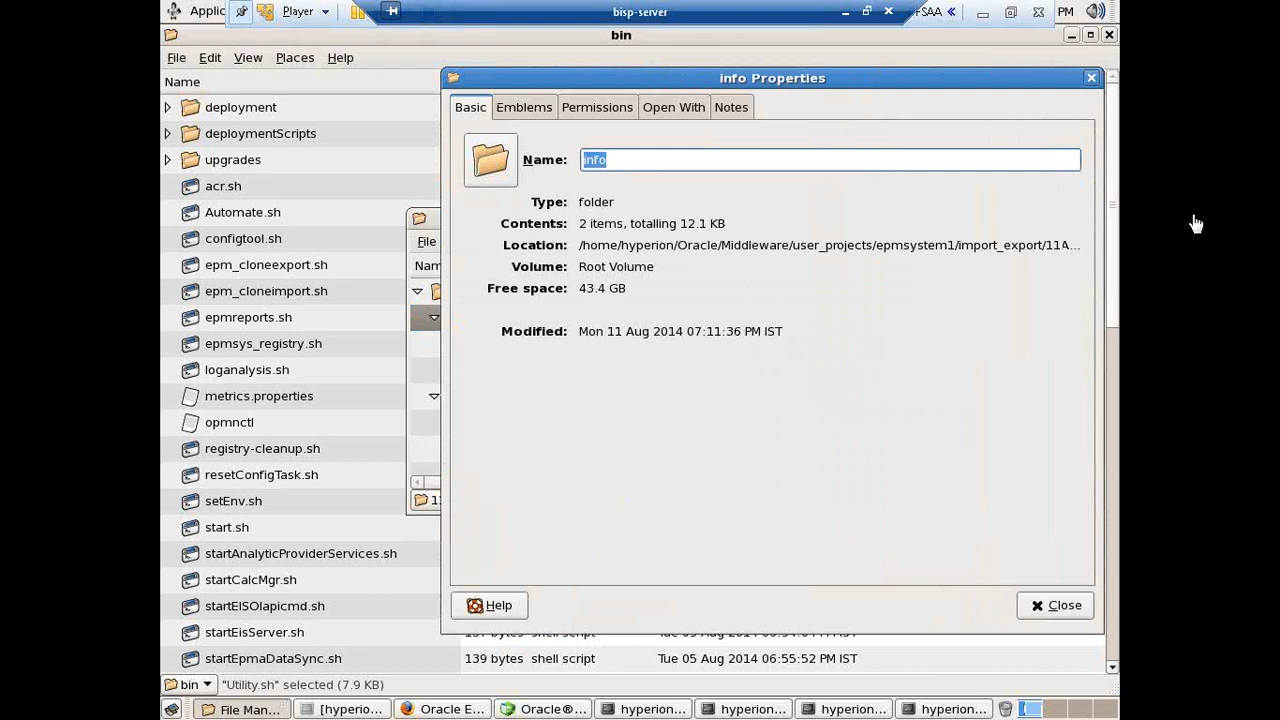 Applic
Player
bisp-server
FSAA
PM
bin
File Edit View Places Help
Name
deployment
deploymentScripts
upgrades
acr.sh
Automate.sh
configtool.sh
epm_cloneexport.sh
epm_cloneimport.sh
epmreports.sh
epmsys_registry.sh
loganalysis.sh
metrics.properties
opmnctl
registry-cleanup.sh
resetConfigTask.sh
setEnv.sh
start.sh
startAnalyticProviderServices.sh
startCalcMgr.sh
startEISOlapicmd.sh
startEisServer.sh
startEpmaDataSync.sh
File
Nam
11
info Properties
Basic Emblems Permissions Open With Notes
Name: info
Type: folder
Contents: 2 items, totalling 12.1 KB
Location: /home/hyperion/Oracle/Middleware/user_projects/epmsystem1/import_export/11A...
Volume: Root Volume
Free space: 43.4 GB
Modified: Mon 11 Aug 2014 07:11:36 PM IST
Help
Close
139 bytes shell script Tue 05 Aug 2014 06:55:52 PM IST
bin "Utility.sh" selected (7.9 KB)
File Man... [hyperio... Oracle E... Oracle®... hyperion... hyperion... hyperion... hyperion...